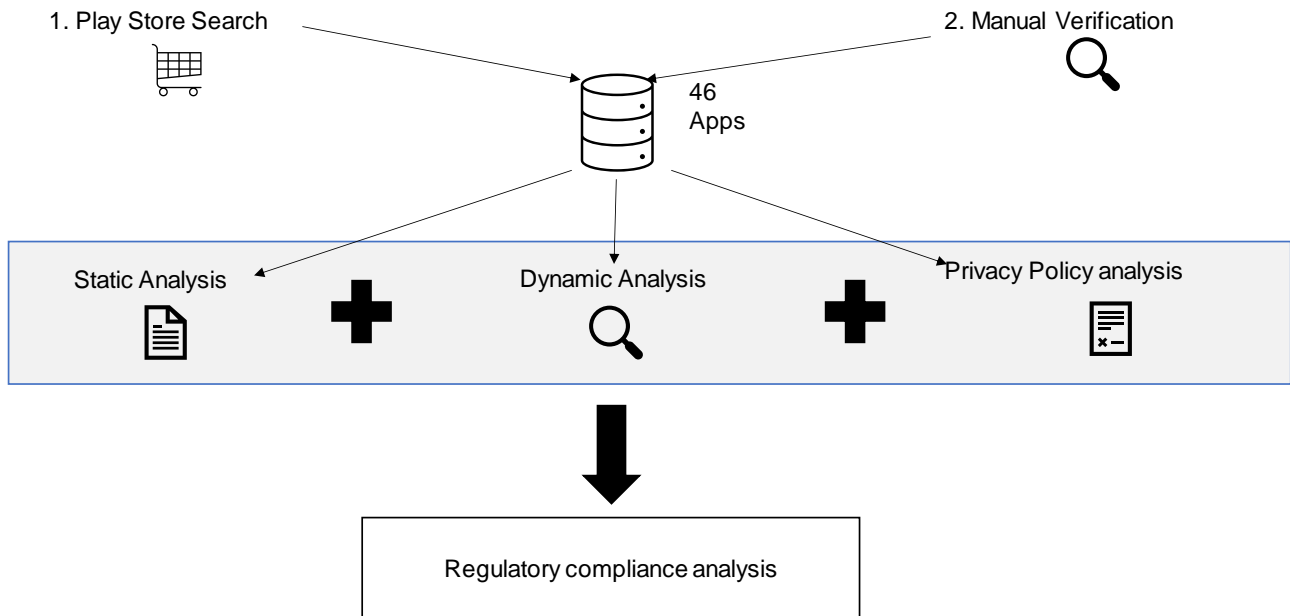 1. Play Store Search
2. Manual Verification
46
Apps
Static Analysis
Dynamic Analysis
Privacy Policy analysis
Regulatory compliance analysis